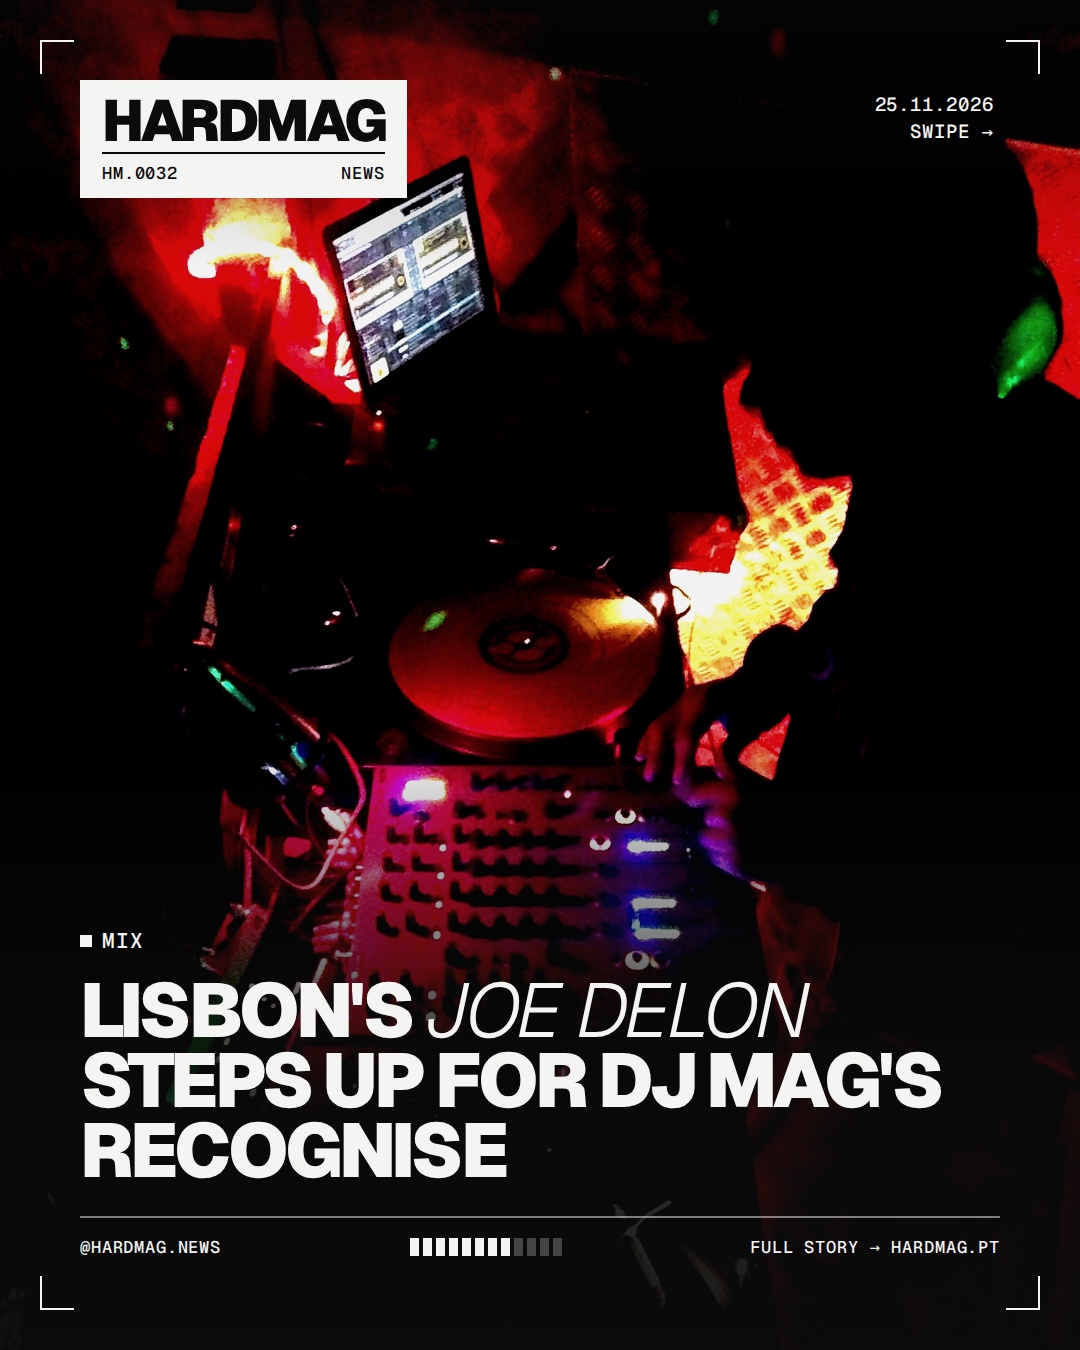 HARDMAG
HM.0032 NEWS
25.11.2026
SWIPE →
MIX
LISBON'S JOE DELON
STEPS UP FOR DJ MAG'S
RECOGNISE
@HARDMAG.NEWS
FULL STORY → HARDMAG.PT